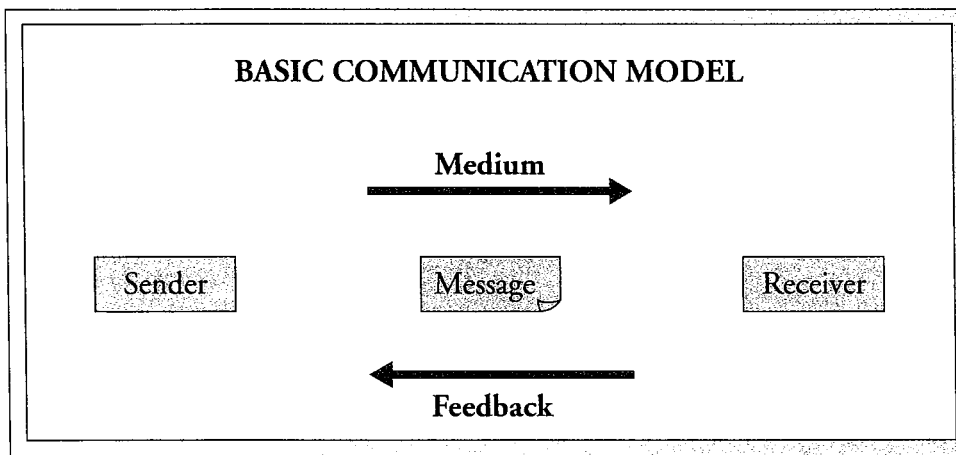 BASIC COMMUNICATION MODEL
Medium
Sender
Message
Receiver
Feedback